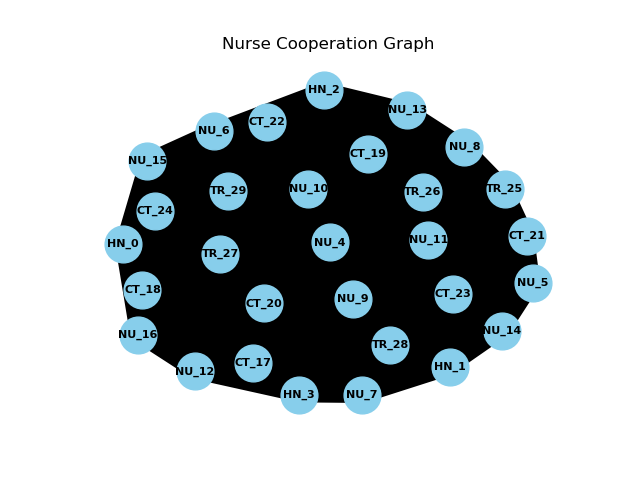 Nurse Cooperation Graph
HN_2
NU_13
CT_22
NU_6
NU_8
CT_19
NU_15
TR_29
NU_10
TR_26
TR_25
CT_24
CT_21
HN_0
NU_4
NU_11
TR_27
NU_5
CT_18
CT_23
NU_9
CT_20
NU_16
NU_14
TR_28
CT_17
HN_1
NU_12
HN_3
NU_7